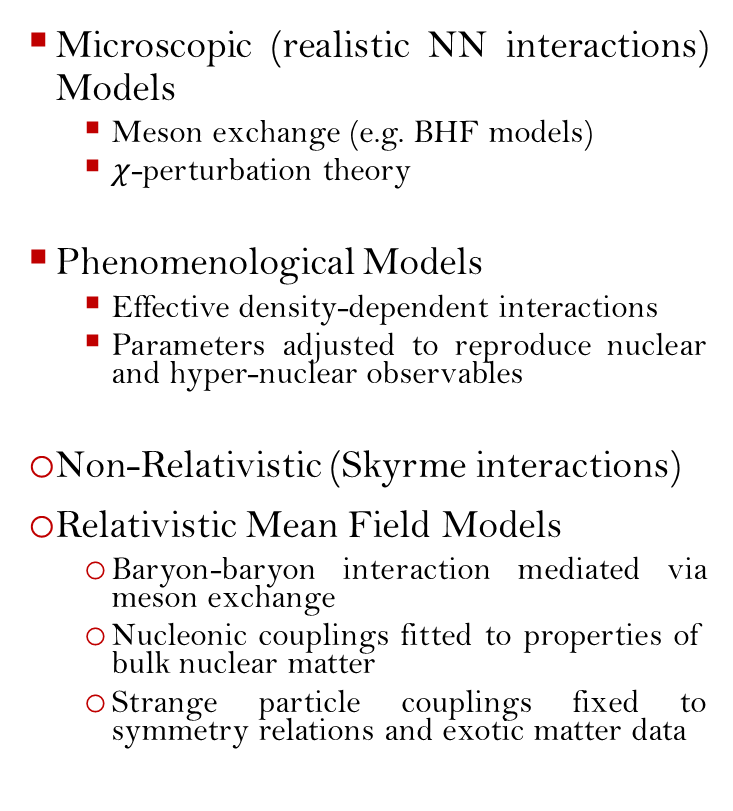 Microscopic (realistic NN interactions)
Models
Meson exchange (e.g. BHF models)
χ-perturbation theory
Phenomenological Models
Effective density-dependent interactions
Parameters adjusted to reproduce nuclear
and hyper-nuclear observables
Non-Relativistic (Skyrme interactions)
Relativistic Mean Field Models
Baryon-baryon interaction mediated via
meson exchange
Nucleonic couplings fitted to properties of
bulk nuclear matter
Strange particle couplings fixed to
symmetry relations and exotic matter data